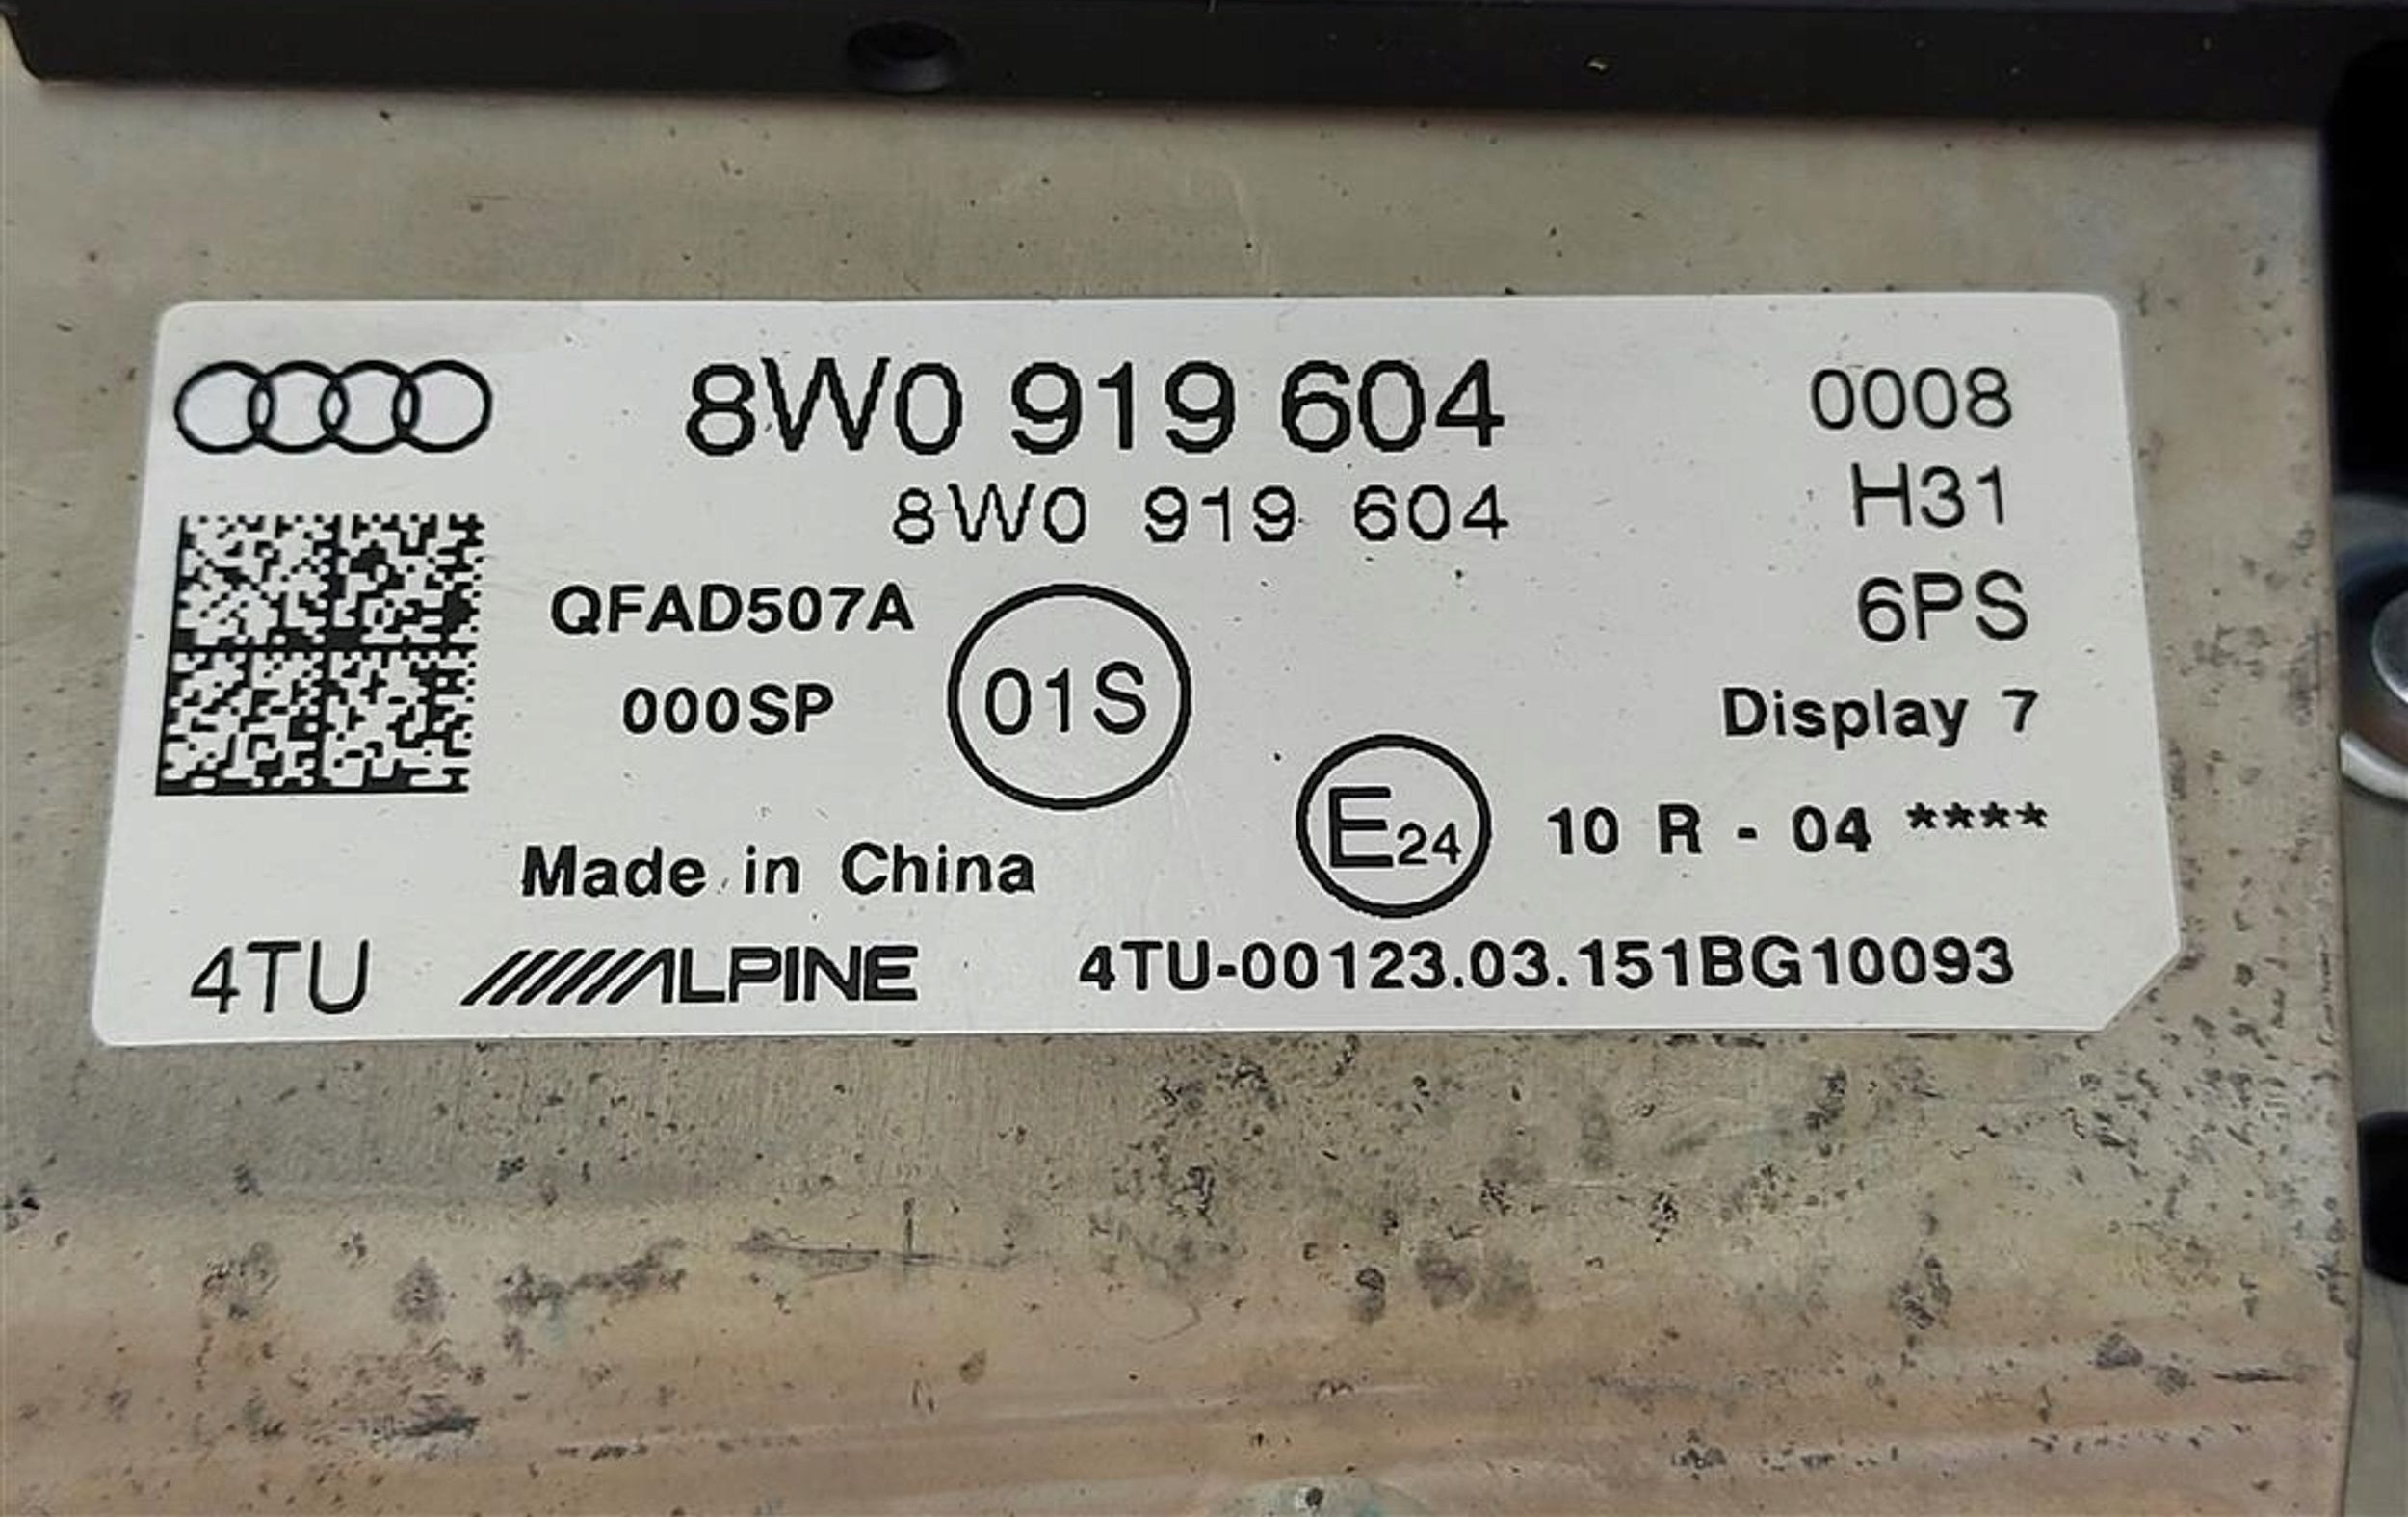 8W0 919 604 0008
8W0 919 604 H31
QFAD507A 6PS
000SP 01S Display 7
E24 10 R - 04 ****
Made in China
4TU ALPINE 4TU-00123.03.151BG10093